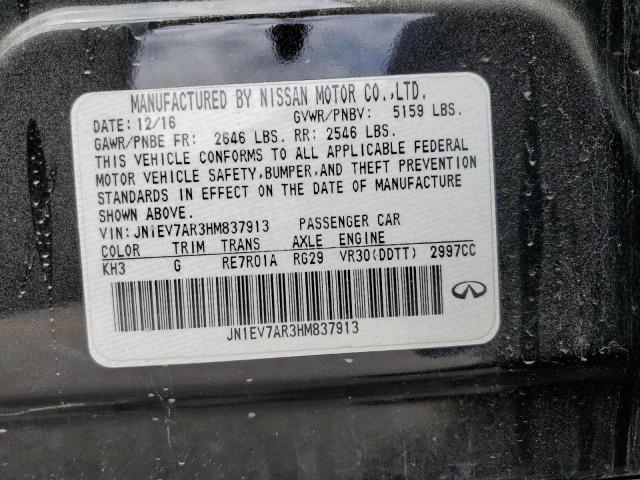 MANUFACTURED BY NISSAN MOTOR CO.,LTD.
DATE: 12/16 GVWR/PNBV: 5159 LBS.
GAWR/PNBE FR: 2646 LBS. RR: 2546 LBS.
THIS VEHICLE CONFORMS TO ALL APPLICABLE FEDERAL
MOTOR VEHICLE SAFETY,BUMPER,AND THEFT PREVENTION
STANDARDS IN EFFECT ON THE DATE OF MANUFACTURE
SHOWN ABOVE.
VIN: JN1EV7AR3HM837913 PASSENGER CAR
COLOR TRIM TRANS AXLE ENGINE
KH3 G RE7R01A RG29 VR30(DDTT) 2997CC
JN1EV7AR3HM837913